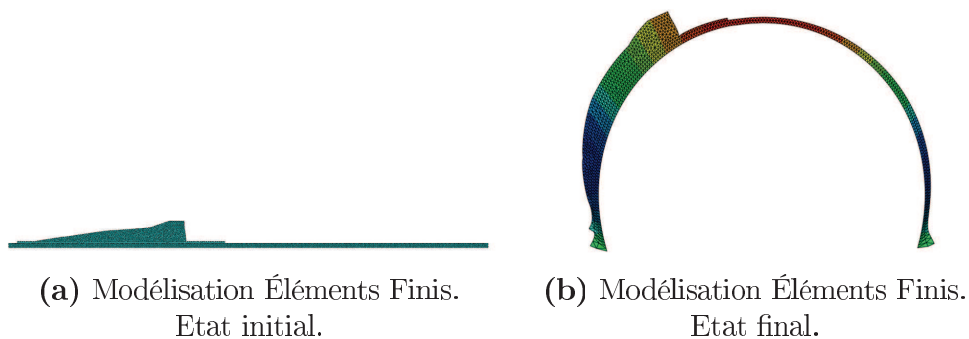 (a) Modélisation Éléments Finis.
Etat initial.
(b) Modélisation Éléments Finis.
Etat final.